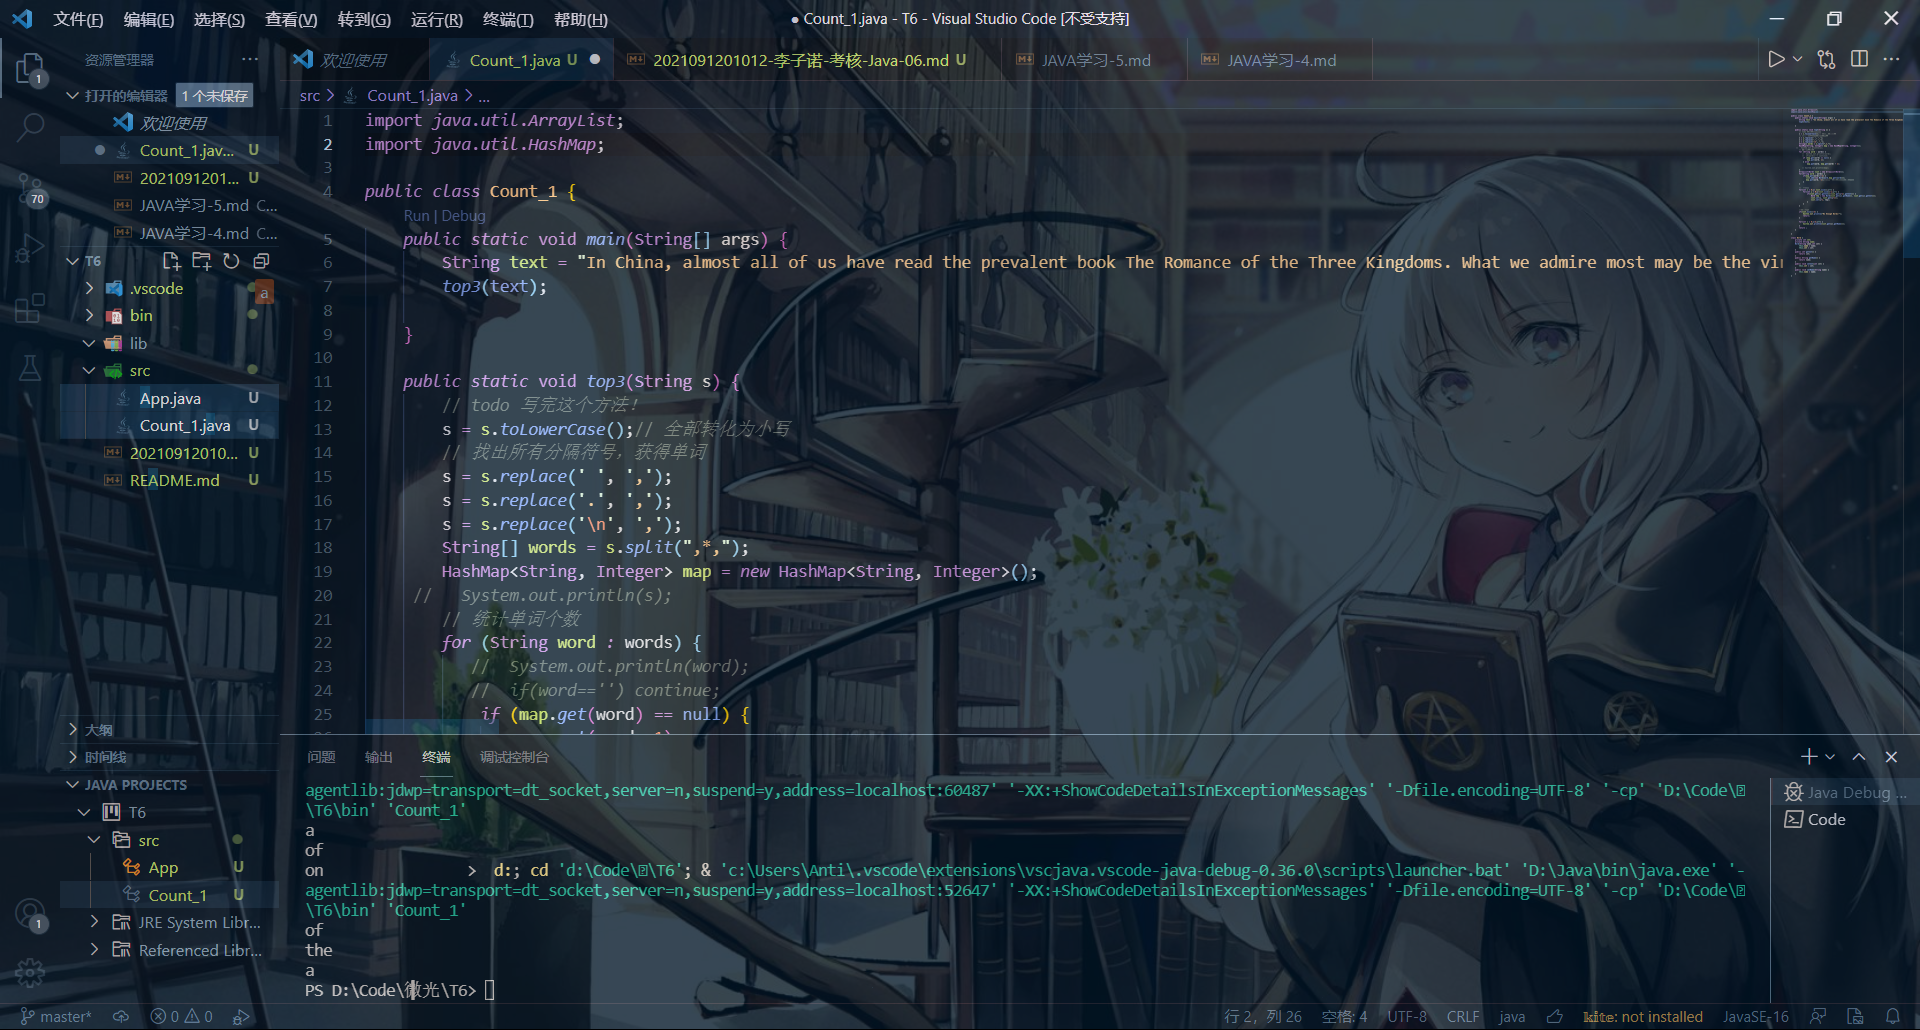 文件(F) 编辑(E) 选择(S) 查看(V) 转到(G) 运行(R) 终端(T) 帮助(H)
● Count_1.java - T6 - Visual Studio Code [不受支持]
资源管理器 ···
欢迎使用
Count_1.java U ●
2021091201012-李子诺-考核-Java-06.md U
JAVA学习-5.md
JAVA学习-4.md
打开的编辑器 1 个未保存
欢迎使用
Count_1.jav... U
2021091201... U
JAVA学习-5.md C...
JAVA学习-4.md C...
T6
.vscode
a
bin
lib
src
App.java U
Count_1.java U
20210912010... U
README.md U
大纲
时间线
JAVA PROJECTS
T6
src
App U
Count_1 U
JRE System Libr...
Referenced Libr...
1
70
1
src > Count_1.java > ...
1 import java.util.ArrayList;
2 import java.util.HashMap;
3
4 public class Count_1 {
Run | Debug
5 public static void main(String[] args) {
6 String text = "In China, almost all of us have read the prevalent book The Romance of the Three Kingdoms. What we admire most may be the vir
7 top3(text);
8
9 }
10
11 public static void top3(String s) {
12 // todo 写完这个方法!
13 s = s.toLowerCase();// 全部转化为小写
14 // 找出所有分隔符号，获得单词
15 s = s.replace(' ', ',');
16 s = s.replace('.', ',');
17 s = s.replace('\n', ',');
18 String[] words = s.split(",*,");
19 HashMap<String, Integer> map = new HashMap<String, Integer>();
20 // System.out.println(s);
21 // 统计单词个数
22 for (String word : words) {
23 // System.out.println(word);
24 // if(word=='') continue;
25 if (map.get(word) == null) {
问题 输出 终端 调试控制台
agentlib:jdwp=transport=dt_socket,server=n,suspend=y,address=localhost:60487' '-XX:+ShowCodeDetailsInExceptionMessages' '-Dfile.encoding=UTF-8' '-cp' 'D:\Code\
\T6\bin' 'Count_1'
a
of
on > d:; cd 'd:\Code\\T6'; & 'c:\Users\Anti\.vscode\extensions\vscjava.vscode-java-debug-0.36.0\scripts\launcher.bat' 'D:\Java\bin\java.exe' '-
agentlib:jdwp=transport=dt_socket,server=n,suspend=y,address=localhost:52647' '-XX:+ShowCodeDetailsInExceptionMessages' '-Dfile.encoding=UTF-8' '-cp' 'D:\Code\
\T6\bin' 'Count_1'
of
the
a
PS D:\Code\微光\T6>
Java Debug ...
Code
master* 0 0
行 2，列 26 空格: 4 UTF-8 CRLF java kite: not installed JavaSE-16